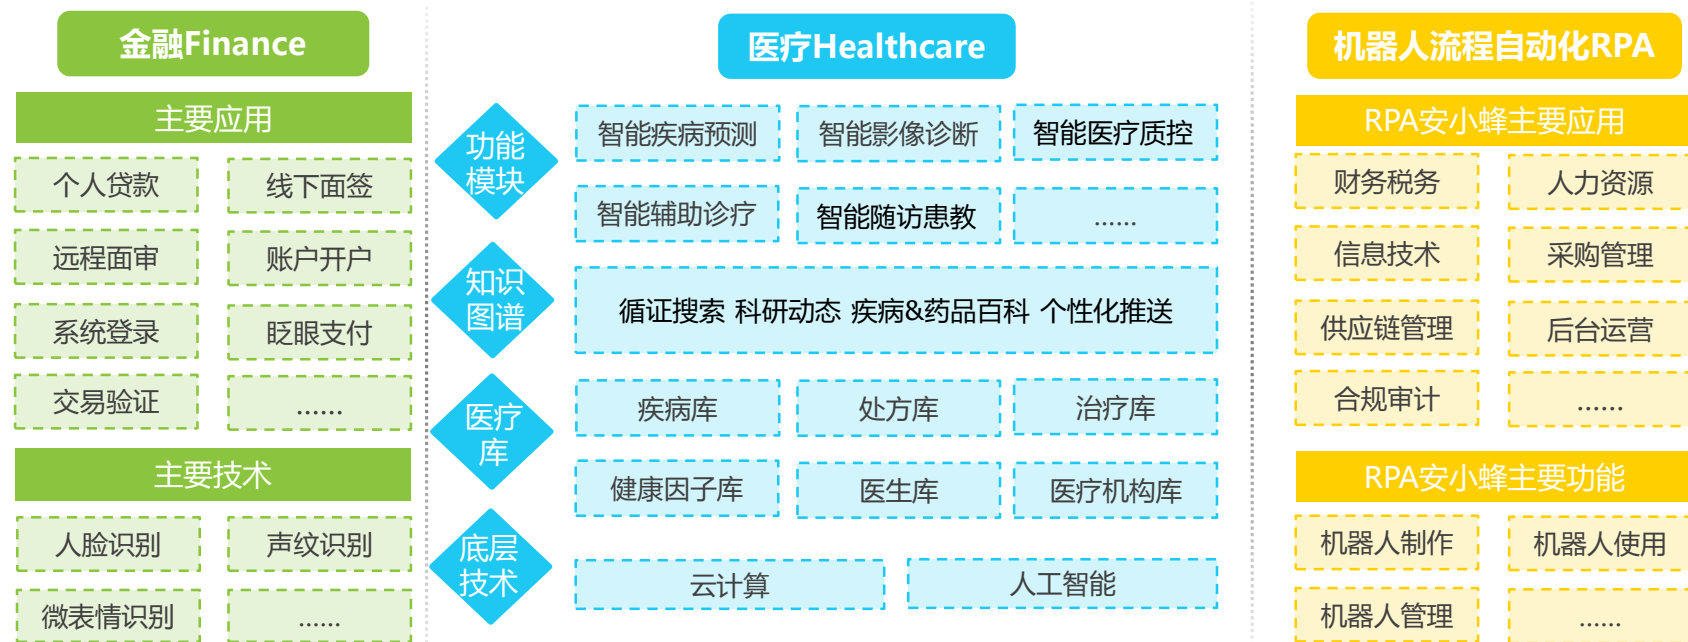 金融Finance
主要应用
个人贷款
线下面签
远程面审
账户开户
系统登录
眨眼支付
交易验证
......
主要技术
人脸识别
声纹识别
微表情识别
......
医疗Healthcare
功能
模块
智能疾病预测
智能影像诊断
智能医疗质控
智能辅助诊疗
智能随访患教
......
知识
图谱
循证搜索 科研动态 疾病&药品百科 个性化推送
医疗
库
疾病库
处方库
治疗库
健康因子库
医生库
医疗机构库
底层
技术
云计算
人工智能
机器人流程自动化RPA
RPA安小蜂主要应用
财务税务
人力资源
信息技术
采购管理
供应链管理
后台运营
合规审计
......
RPA安小蜂主要功能
机器人制作
机器人使用
机器人管理
......